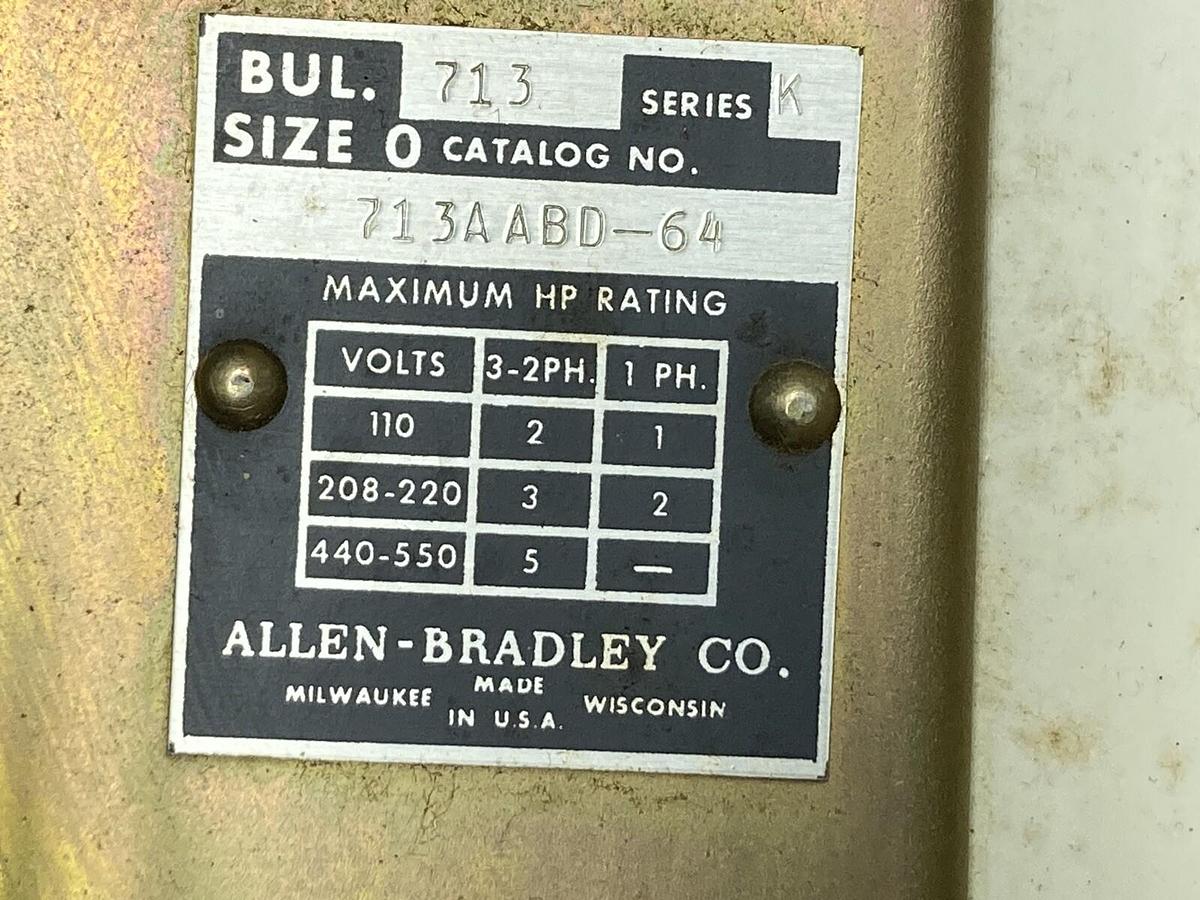 BUL. 713 SERIES K
SIZE 0 CATALOG NO.
713AABD-64
MAXIMUM HP RATING
VOLTS 3-2PH. 1 PH.
110 2 1
208-220 3 2
440-550 5 —
ALLEN-BRADLEY CO.
MILWAUKEE MADE WISCONSIN
IN U.S.A.